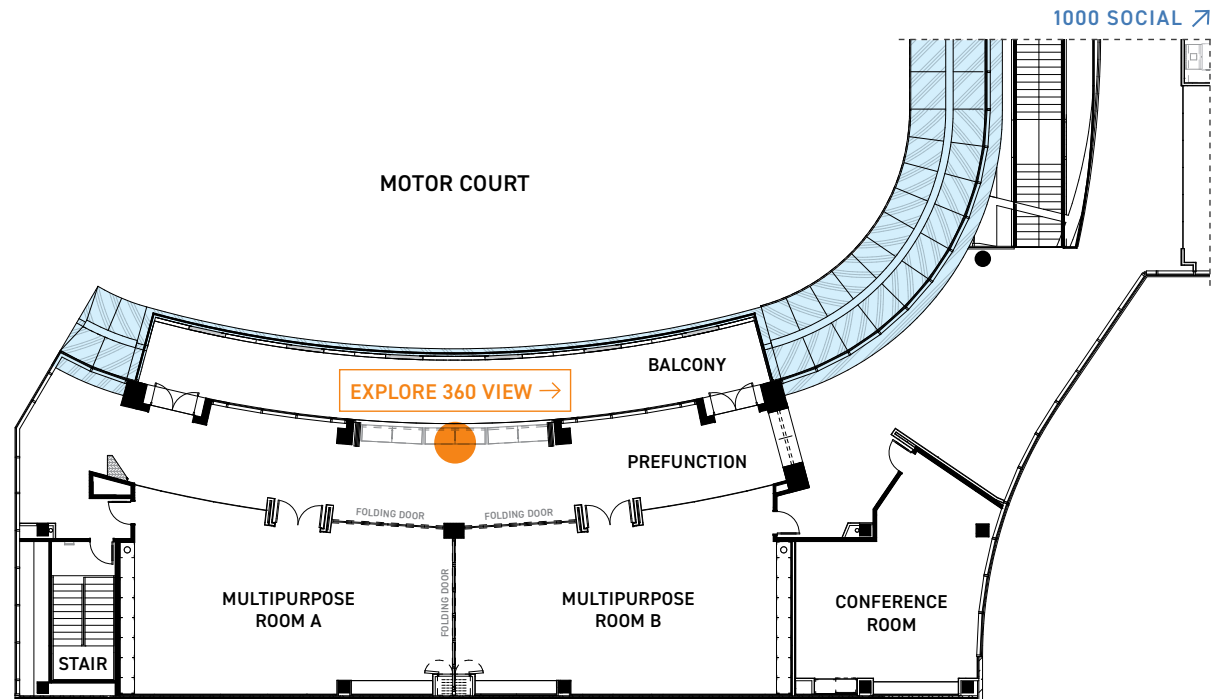 1000 SOCIAL ↗
MOTOR COURT
BALCONY
EXPLORE 360 VIEW →
PREFUNCTION
FOLDING DOOR
FOLDING DOOR
FOLDING DOOR
MULTIPURPOSE
ROOM A
MULTIPURPOSE
ROOM B
CONFERENCE
ROOM
STAIR